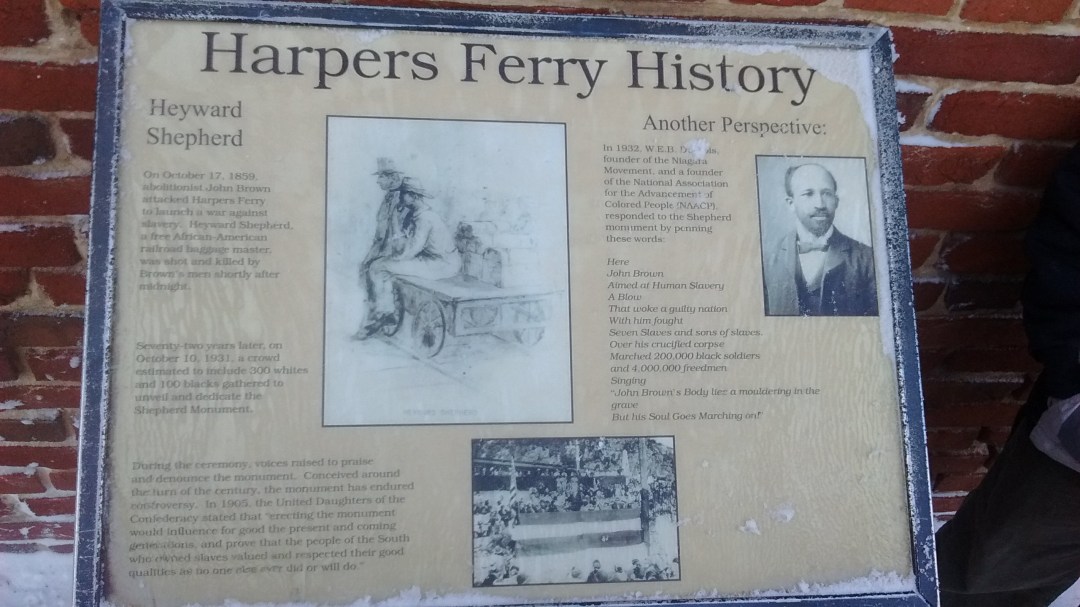 Harpers Ferry History
Heyward
Shepherd
On October 17, 1859,
abolitionist John Brown
attacked Harpers Ferry
to launch a war against
slavery. Heyward Shepherd,
a free African-American
railroad baggage master,
was shot and killed by
Brown's men shortly after
midnight.
Seventy-two years later, on
October 10, 1931, a crowd
estimated to include 300 whites
and 100 blacks gathered to
unveil and dedicate the
Shepherd Monument.
During the ceremony, voices raised to praise
and denounce the monument. Conceived around
the turn of the century, the monument has endured
controversy. In 1905, the United Daughters of the
Confederacy stated that "erecting the monument
would influence for good the present and coming
generations, and prove that the people of the South
who owned slaves valued and respected their good
qualities as no one else ever did or will do."
HEYWARD SHEPHERD
Another Perspective:
In 1932, W.E.B.
founder of the Niagara
Movement, and a founder
of the National Association
for the Advancement of
Colored People (NAACP),
responded to the Shepherd
monument by penning
these words:
Here
John Brown
Aimed at Human Slavery
A Blow
That woke a guilty nation
With him fought
Seven Slaves and sons of slaves.
Over his crucified corpse
Marched 200,000 black soldiers
and 4,000,000 freedmen
Singing
"John Brown's Body lies a mouldering in the
grave
But his Soul Goes Marching on!"